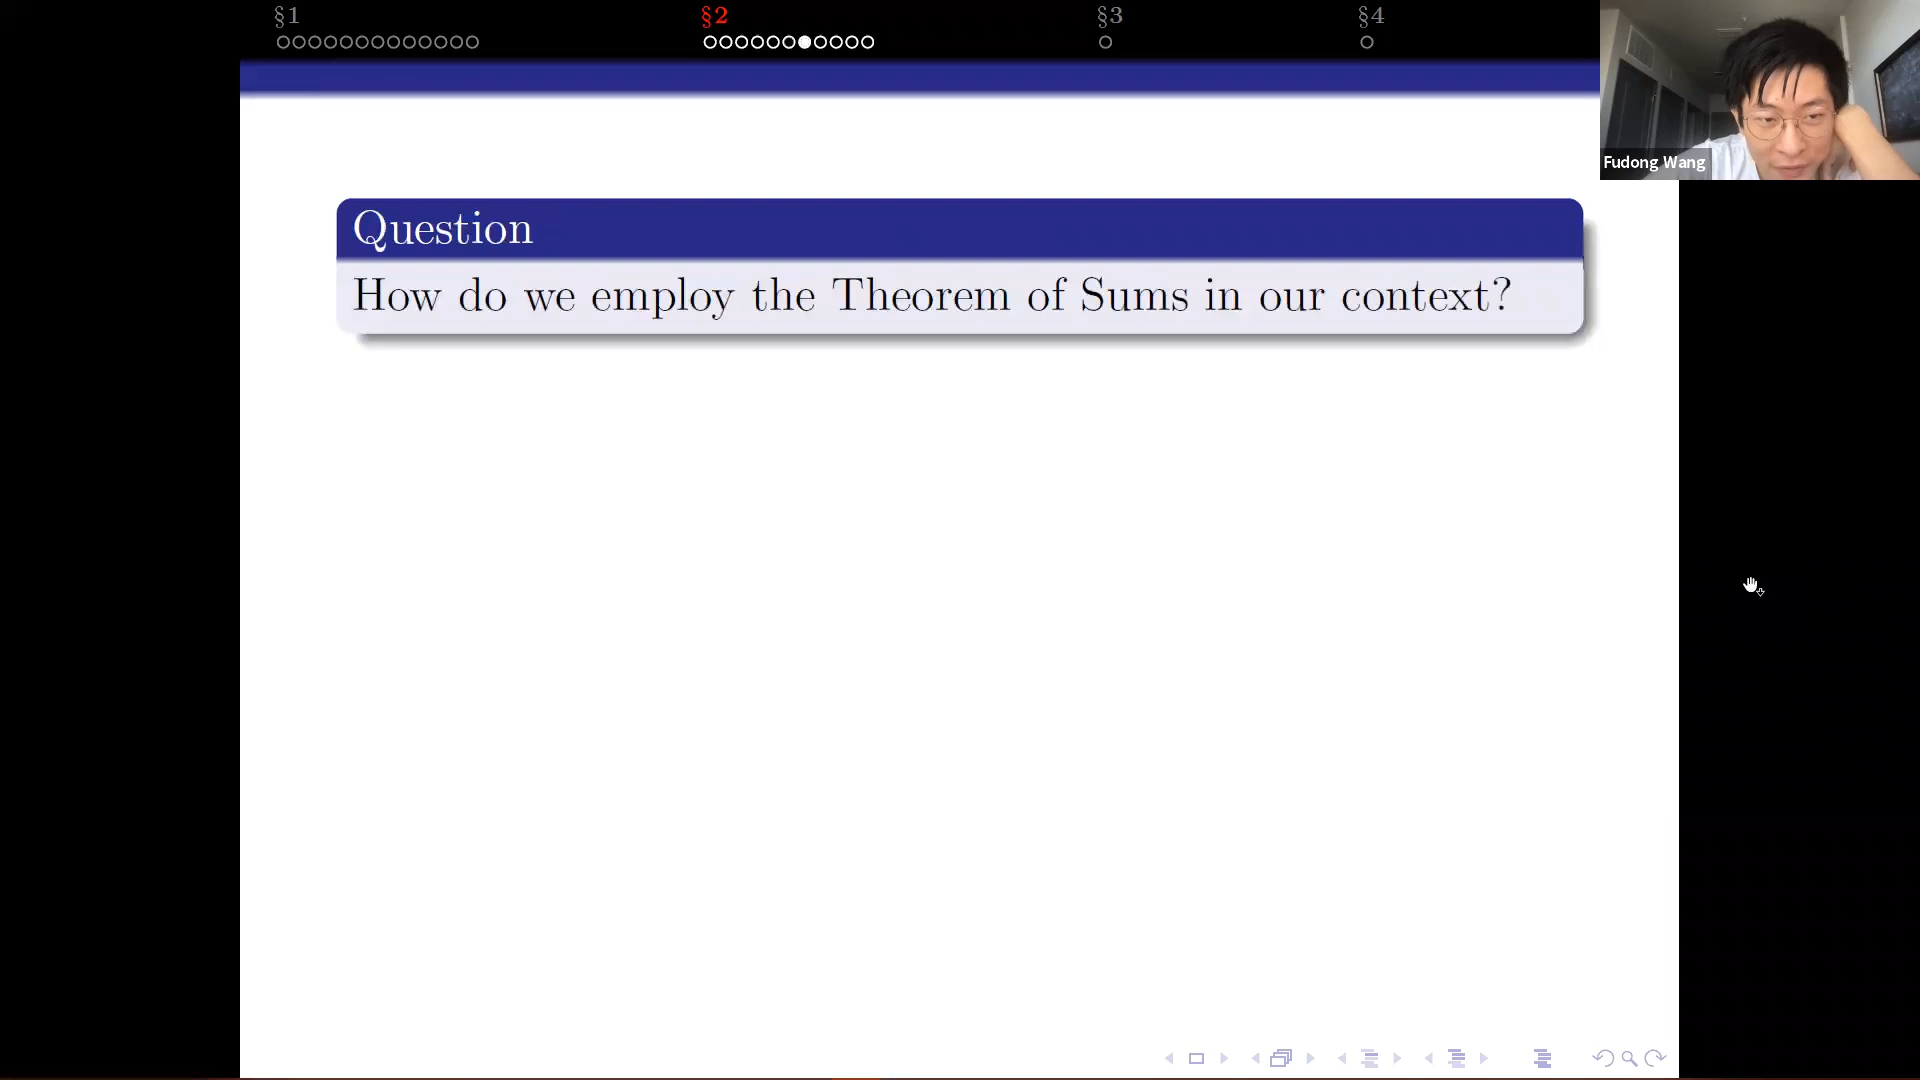 §1 §2 §3 §4
Fudong Wang
Question
How do we employ the Theorem of Sums in our context?